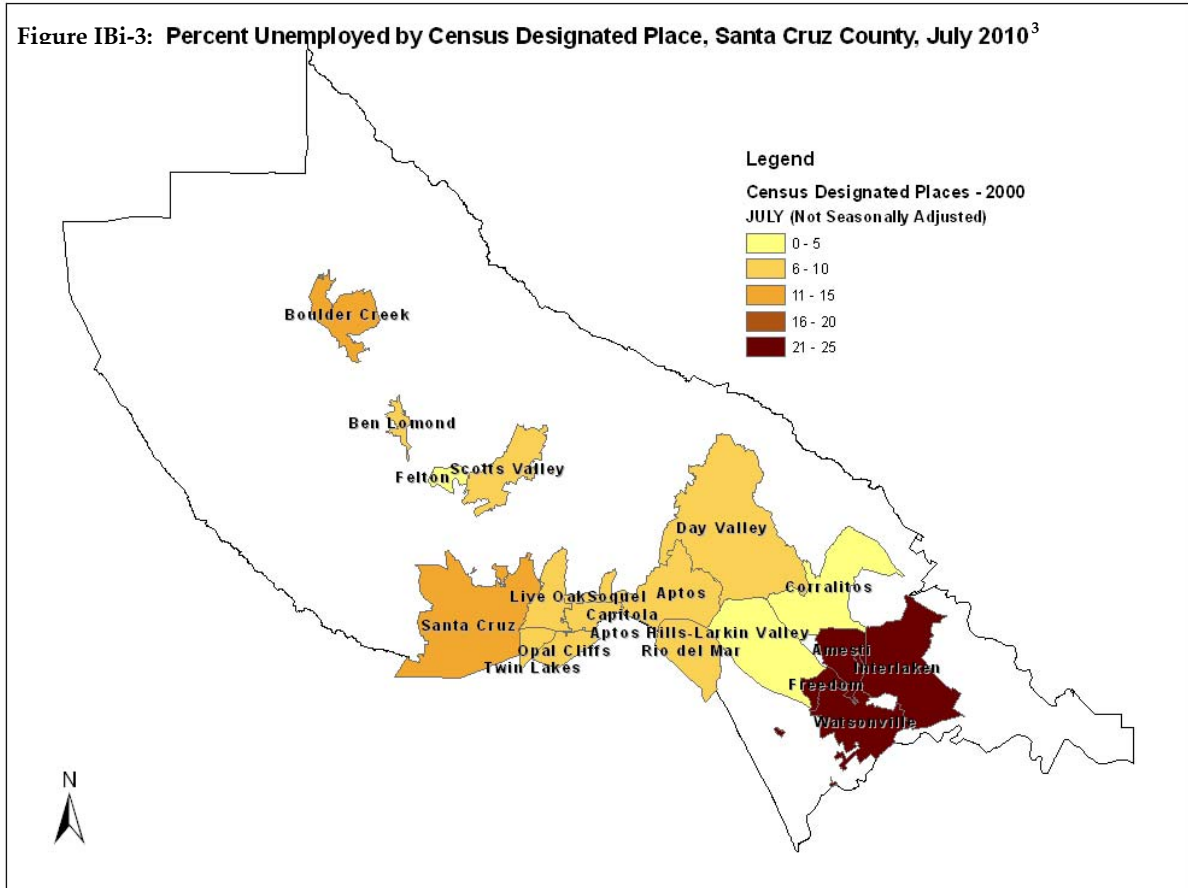 Figure IBi-3: Percent Unemployed by Census Designated Place, Santa Cruz County, July 2010³
Legend
Census Designated Places - 2000
JULY (Not Seasonally Adjusted)
0 - 5
6 - 10
11 - 15
16 - 20
21 - 25
Boulder Creek
Ben Lomond
Felton
Scotts Valley
Day Valley
Corralitos
Live Oak
Soquel
Aptos
Capitola
Santa Cruz
Aptos Hills-Larkin Valley
Opal Cliffs
Rio del Mar
Twin Lakes
Amesti
Interlaken
Freedom
Watsonville
N